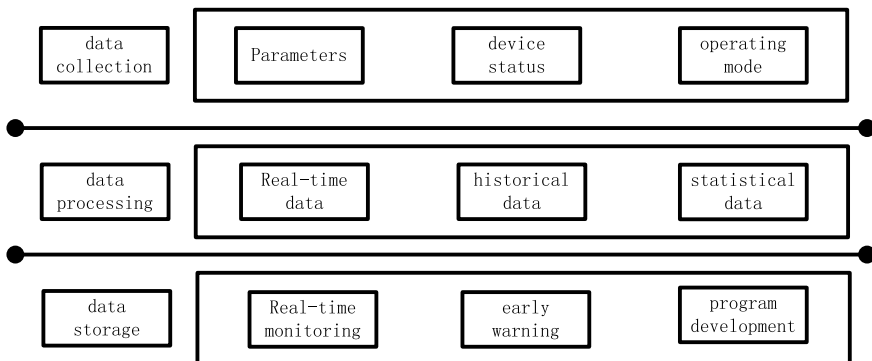 data
collection
Parameters
device
status
operating
mode
data
processing
Real-time
data
historical
data
statistical
data
data
storage
Real-time
monitoring
early
warning
program
development